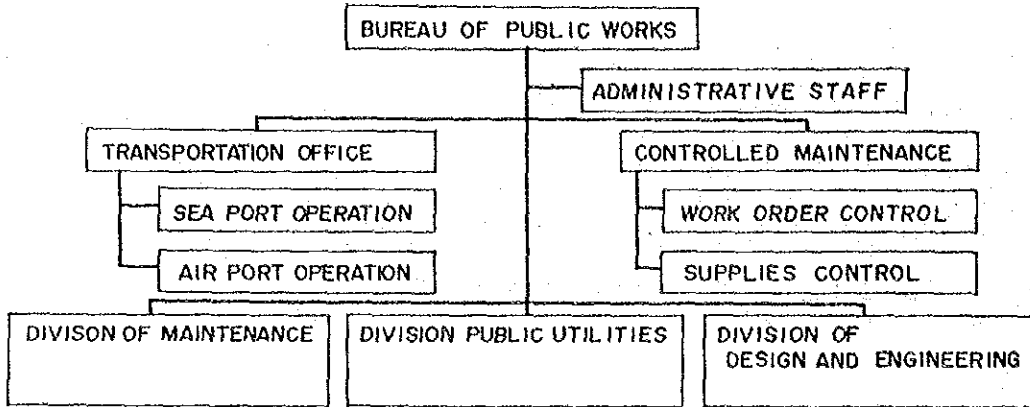 BUREAU OF PUBLIC WORKS
ADMINISTRATIVE STAFF
TRANSPORTATION OFFICE
CONTROLLED MAINTENANCE
SEA PORT OPERATION
WORK ORDER CONTROL
AIR PORT OPERATION
SUPPLIES CONTROL
DIVISON OF MAINTENANCE
DIVISION PUBLIC UTILITIES
DIVISION OF
DESIGN AND ENGINEERING